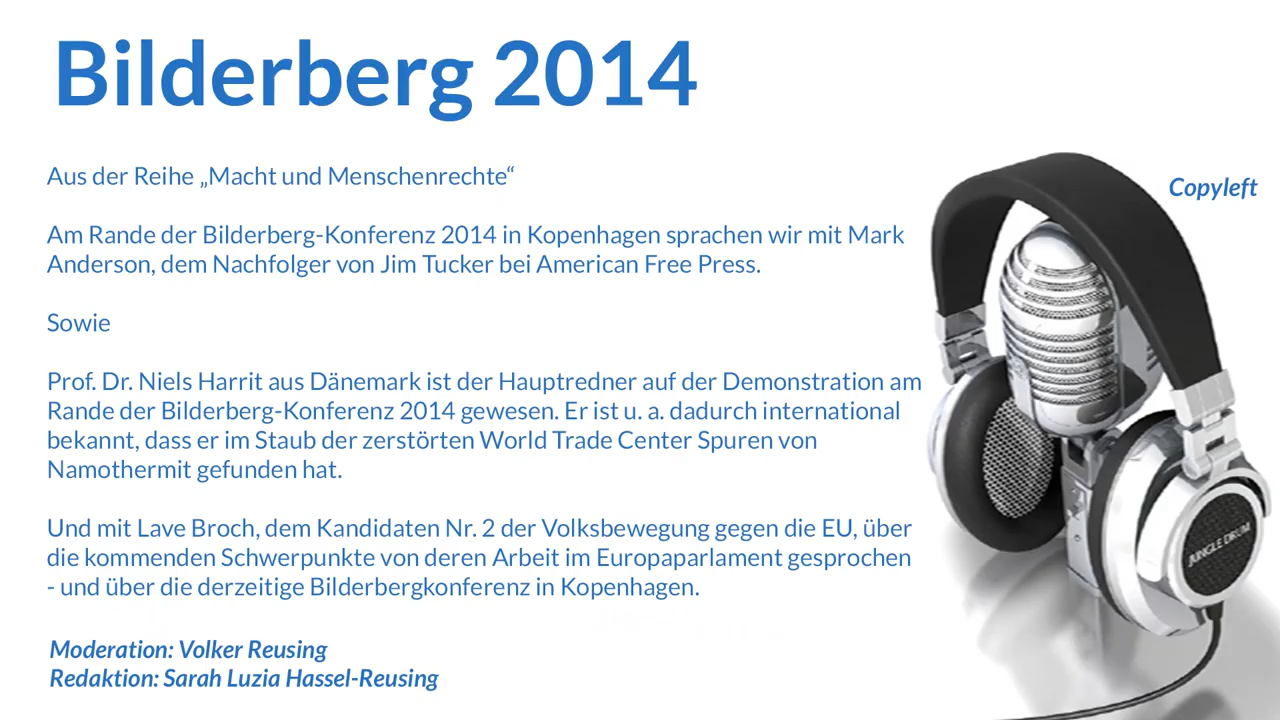 Bilderberg 2014
Aus der Reihe „Macht und Menschenrechte“
Copyleft
Am Rande der Bilderberg-Konferenz 2014 in Kopenhagen sprachen wir mit Mark
Anderson, dem Nachfolger von Jim Tucker bei American Free Press.
Sowie
Prof. Dr. Niels Harrit aus Dänemark ist der Hauptredner auf der Demonstration am
Rande der Bilderberg-Konferenz 2014 gewesen. Er ist u. a. dadurch international
bekannt, dass er im Staub der zerstörten World Trade Center Spuren von
Namothermit gefunden hat.
Und mit Lave Broch, dem Kandidaten Nr. 2 der Volksbewegung gegen die EU, über
die kommenden Schwerpunkte von deren Arbeit im Europaparlament gesprochen
- und über die derzeitige Bilderbergkonferenz in Kopenhagen.
JUNGLE DRUM
Moderation: Volker Reusing
Redaktion: Sarah Luzia Hassel-Reusing